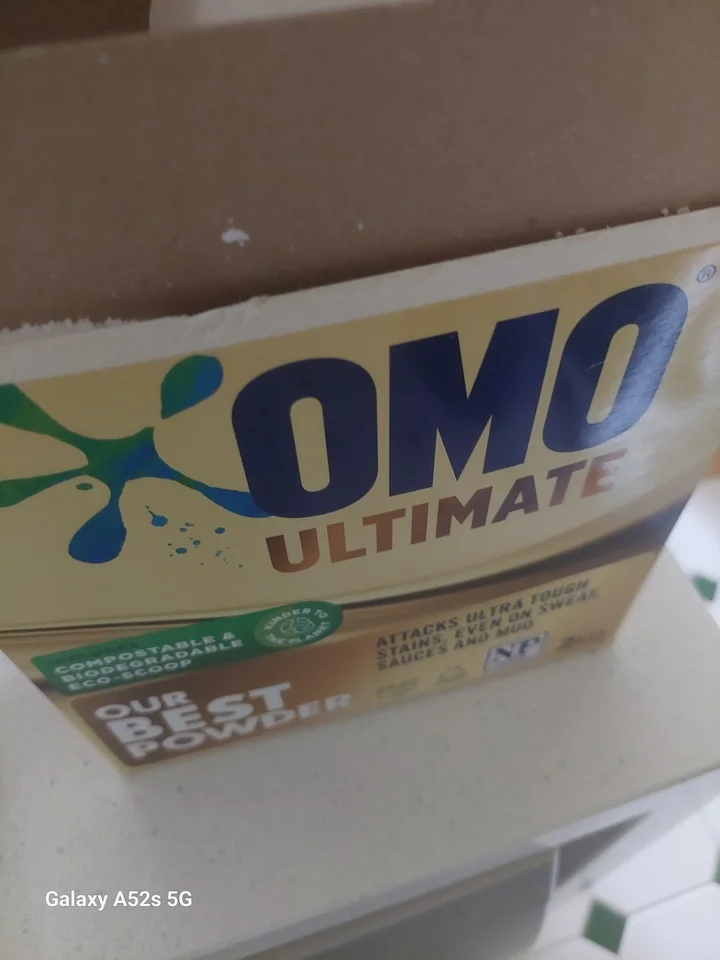 OMO®
ULTIMATE
COMPOSTABLE &
BIODEGRADABLE
ECO-SCOOP
KINDER TO
THE PLANET
OUR
BEST
POWDER
ATTACKS ULTRA TOUGH
STAINS, EVEN ON SWEAT,
SAUCES AND MUD
NP
2kg
Galaxy A52s 5G